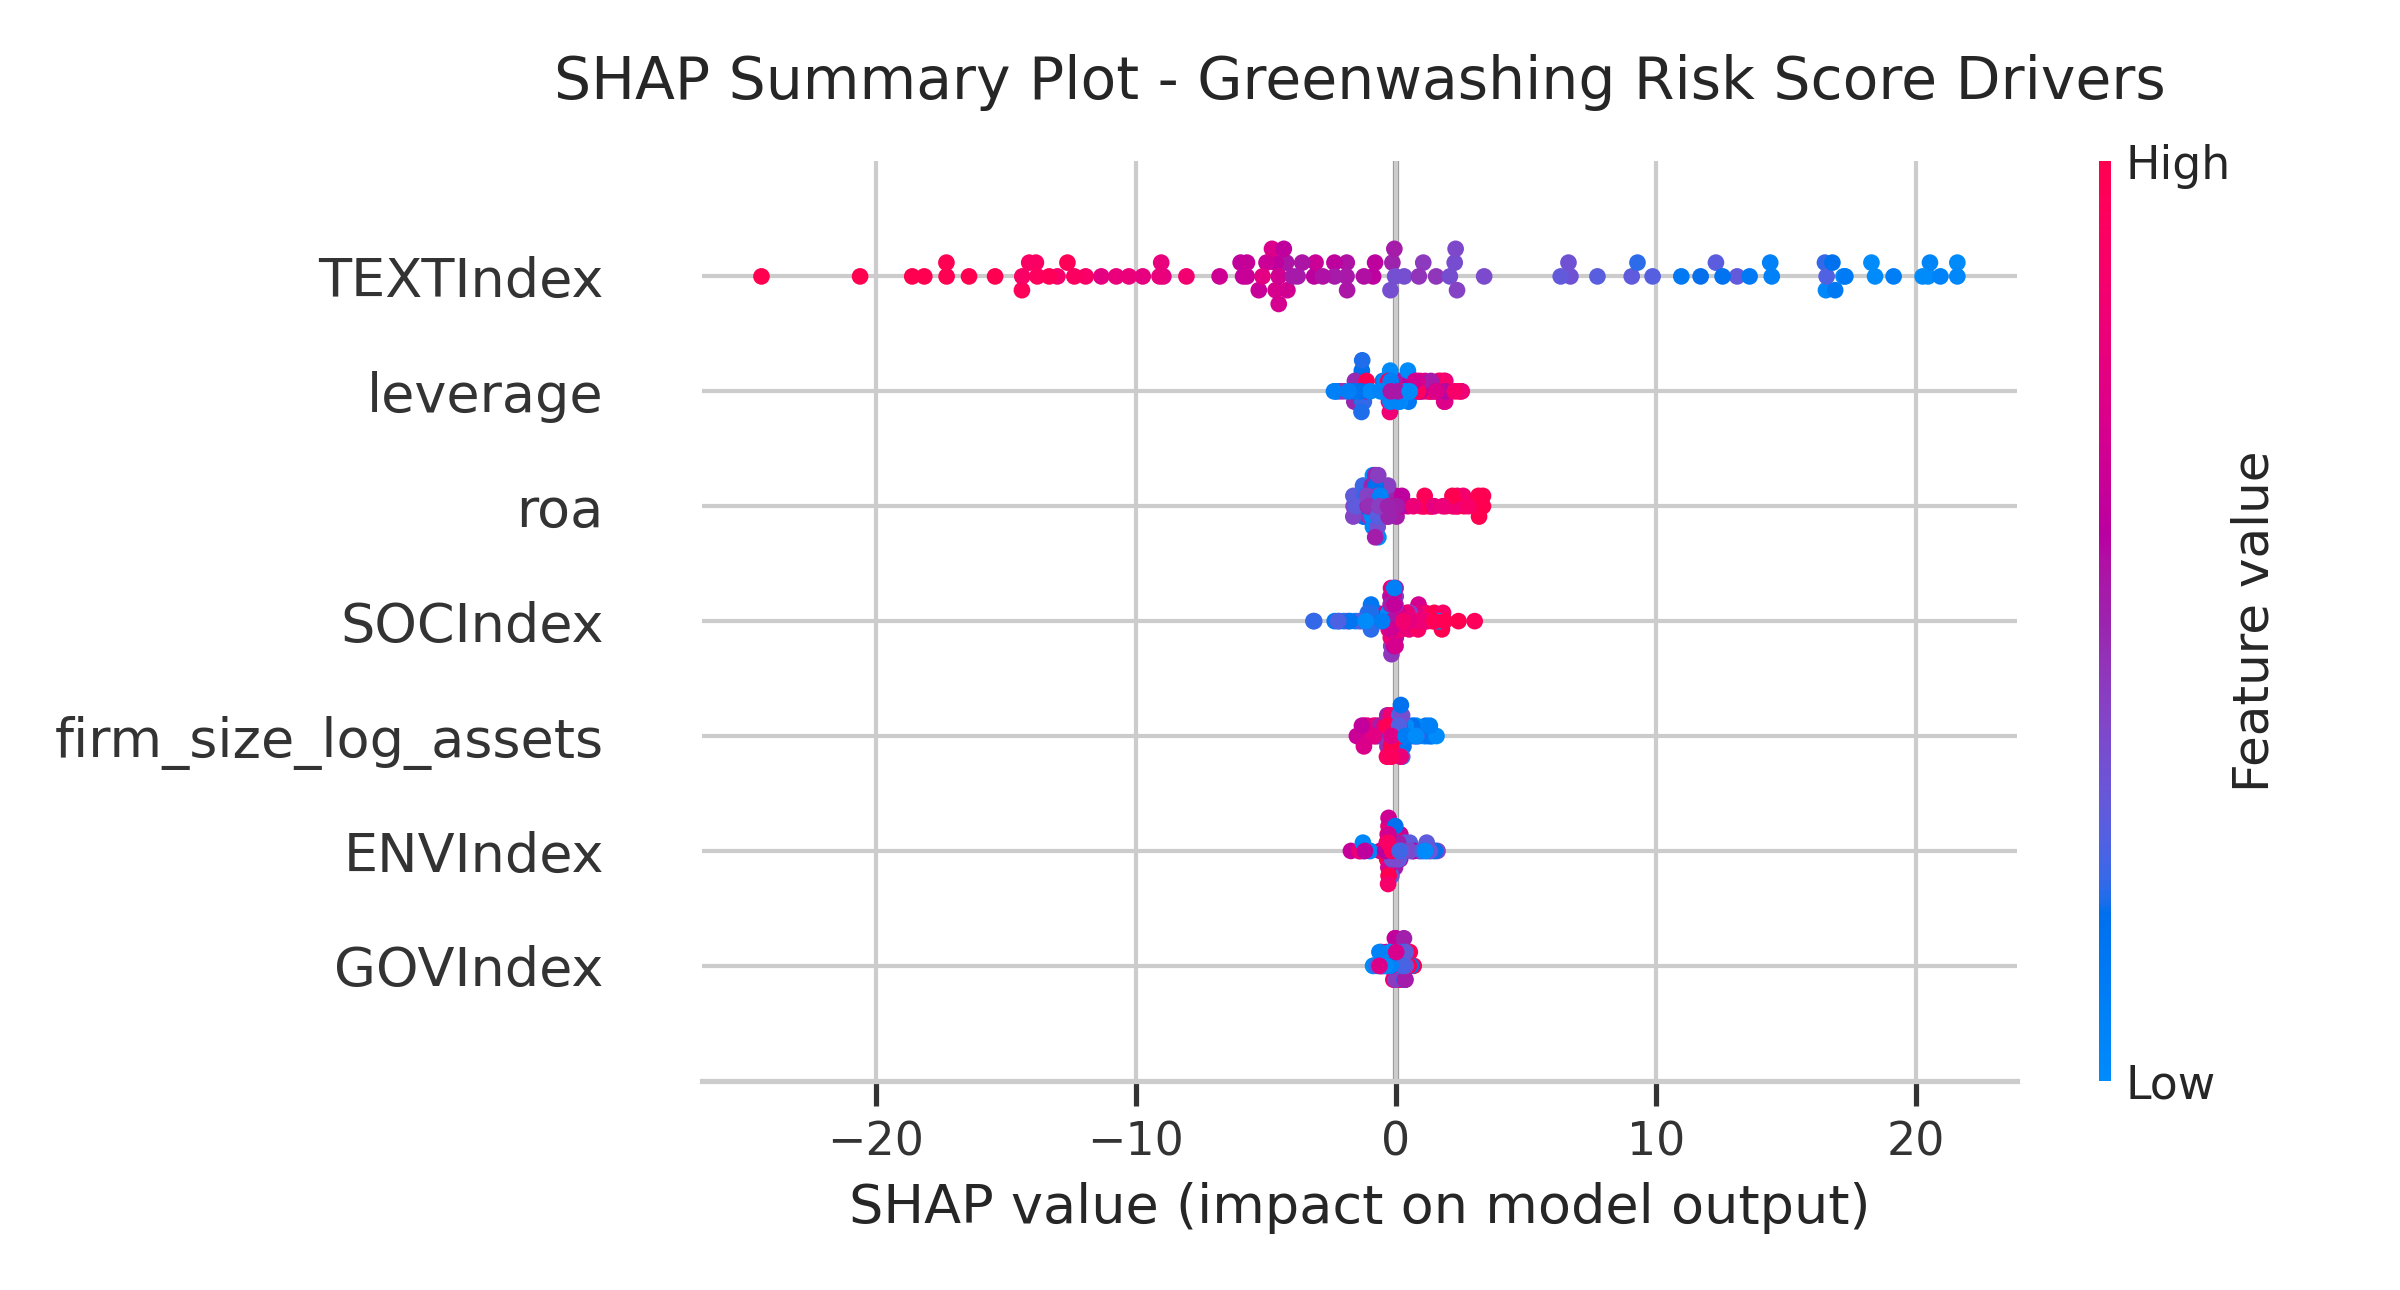 SHAP Summary Plot - Greenwashing Risk Score Drivers
High
TEXTIndex
leverage
roa
SOCIndex
firm_size_log_assets
ENVIndex
GOVIndex
Feature value
Low
−20
−10
0
10
20
SHAP value (impact on model output)